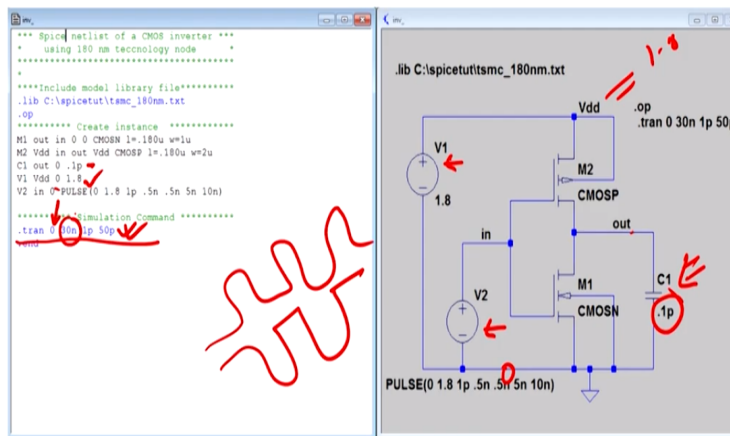 inv_
*** Spice netlist of a CMOS inverter ***
* using 180 nm teccnology node *
**************************************
*
****Include model library file********
.lib C:\spicetut\tsmc_180nm.txt
.op
********** Create instance ***********
M1 out in 0 0 CMOSN l=.180u w=1u
M2 Vdd in out Vdd CMOSP l=.180u w=2u
C1 out 0 .1p
V1 Vdd 0 1.8
V2 in 0 PULSE(0 1.8 1p .5n .5n 5n 10n)
********** Simulation Command **********
.tran 0 30n 1p 50p
.end
inv_
1.8
.lib C:\spicetut\tsmc_180nm.txt
Vdd
.op
.tran 0 30n 1p 50p
V1
M2
1.8
CMOSP
in
out
V2
M1
C1
CMOSN
.1p
PULSE(0 1.8 1p .5n .5n 5n 10n)